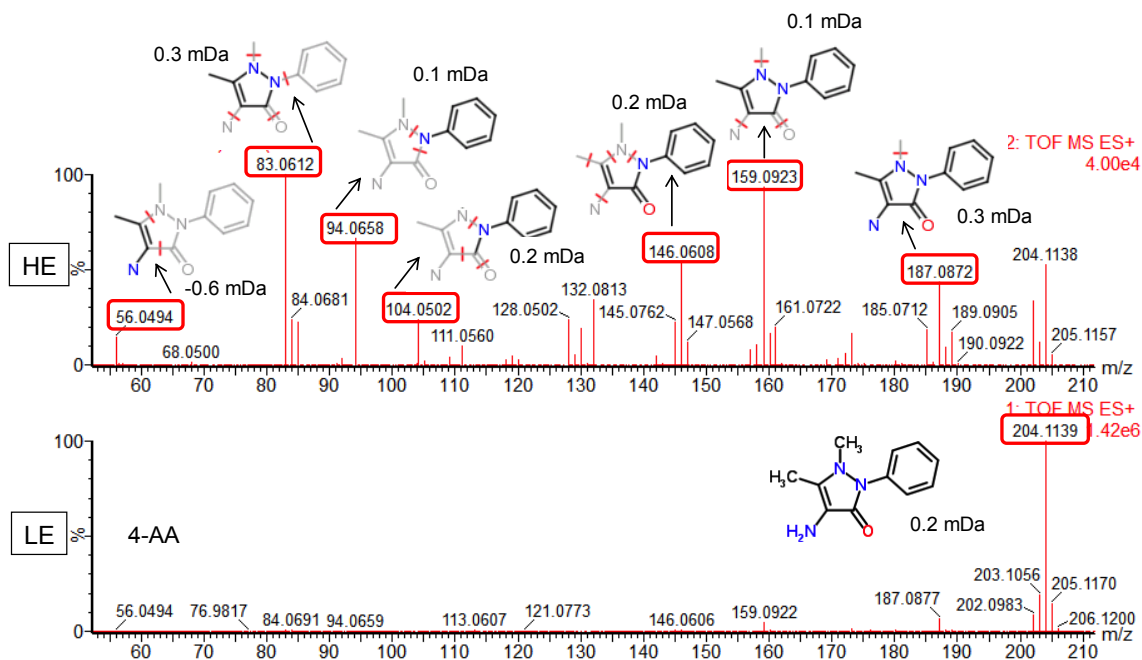 0.3 mDa
0.1 mDa
0.2 mDa
0.1 mDa
2: TOF MS ES+
4.00e4
N
N
N
O
N
N
N
O
N
N
N
O
N
N
N
O
N
N
N
O
N
N
N
O
N
N
N
O
0.2 mDa
0.3 mDa
-0.6 mDa
HE
100
%
0
83.0612
94.0658
159.0923
146.0608
187.0872
204.1138
56.0494
68.0500
84.0681
104.0502
111.0560
128.0502
132.0813
145.0762
147.0568
161.0722
185.0712
189.0905
190.0922
205.1157
60 70 80 90 100 110 120 130 140 150 160 170 180 190 200 210
m/z
1: TOF MS ES+
1.42e6
204.1139
LE
100
%
0
4-AA
CH3
H3C
N
N
H2N
O
0.2 mDa
56.0494
76.9817
84.0691
94.0659
113.0607
121.0773
146.0606
159.0922
187.0877
203.1056
202.0983
205.1170
206.1200
60 70 80 90 100 110 120 130 140 150 160 170 180 190 200 210
m/z